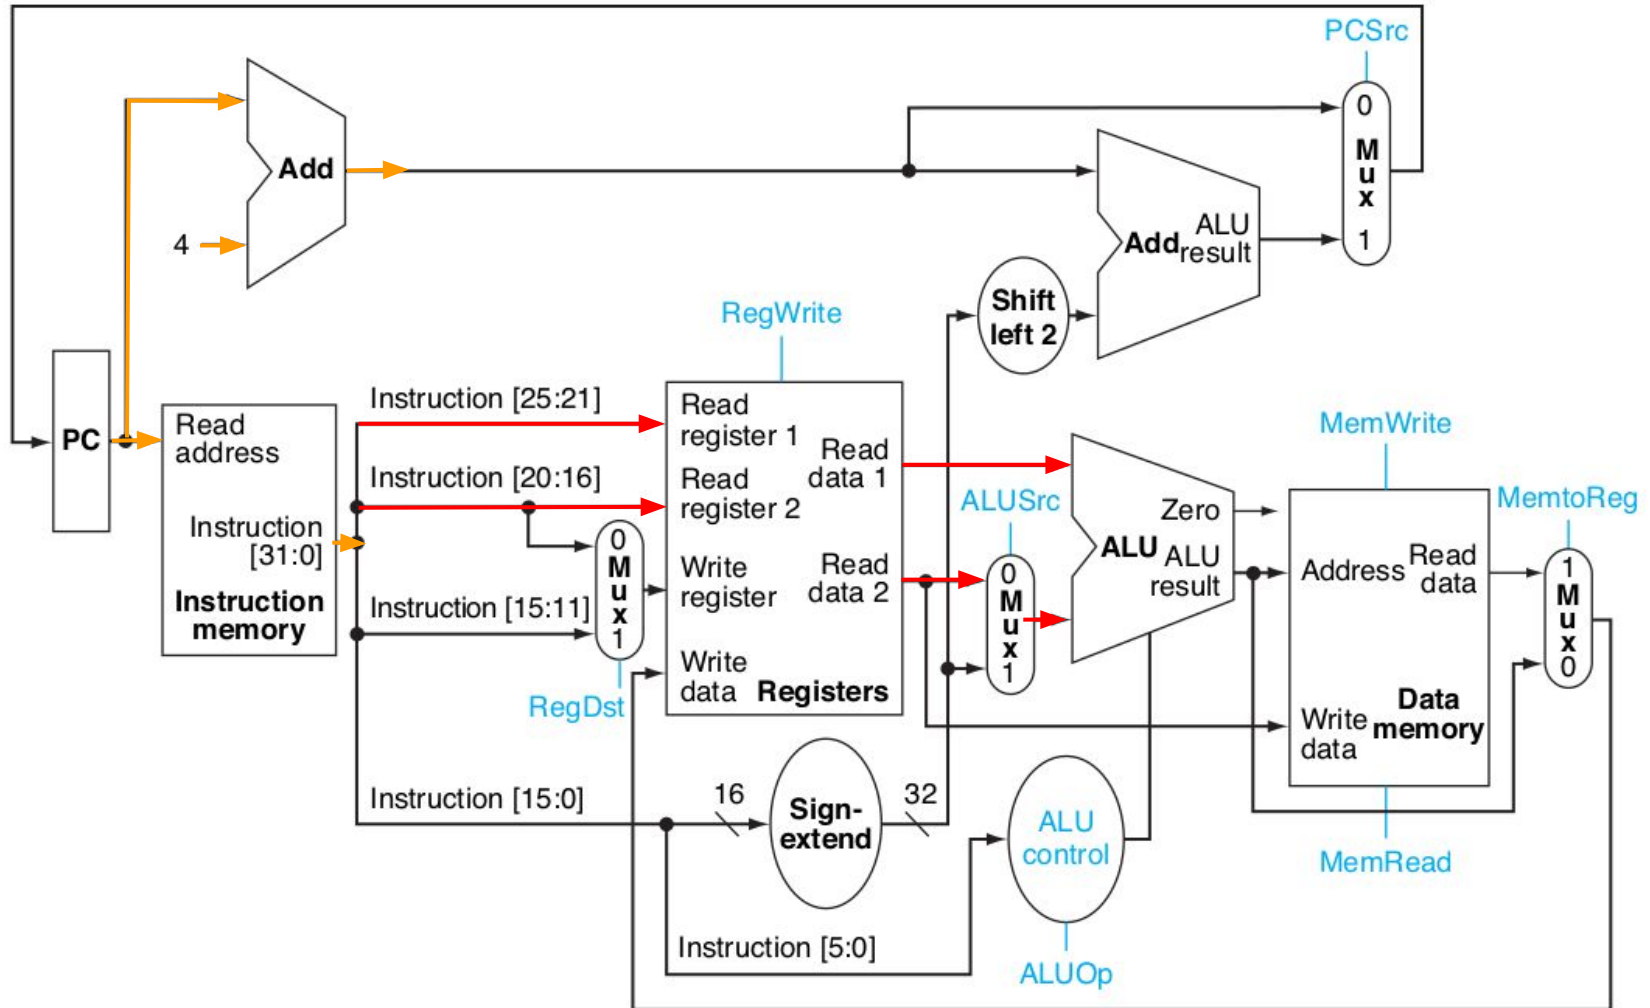 PCSrc
0
M
u
x
1
Add
4
Add ALU
result
Shift
left 2
RegWrite
PC
Read
address
Instruction
[31:0]
Instruction
memory
Instruction [25:21]
Instruction [20:16]
Instruction [15:11]
Instruction [15:0]
Instruction [5:0]
0
M
u
x
1
RegDst
Read
register 1
Read
register 2
Write
register
Write
data
Read
data 1
Read
data 2
Registers
16
Sign-
extend
32
ALUSrc
0
M
u
x
1
Zero
ALU
ALU
result
ALU
control
ALUOp
MemWrite
Address
Read
data
Write
data
Data
memory
MemRead
MemtoReg
1
M
u
x
0